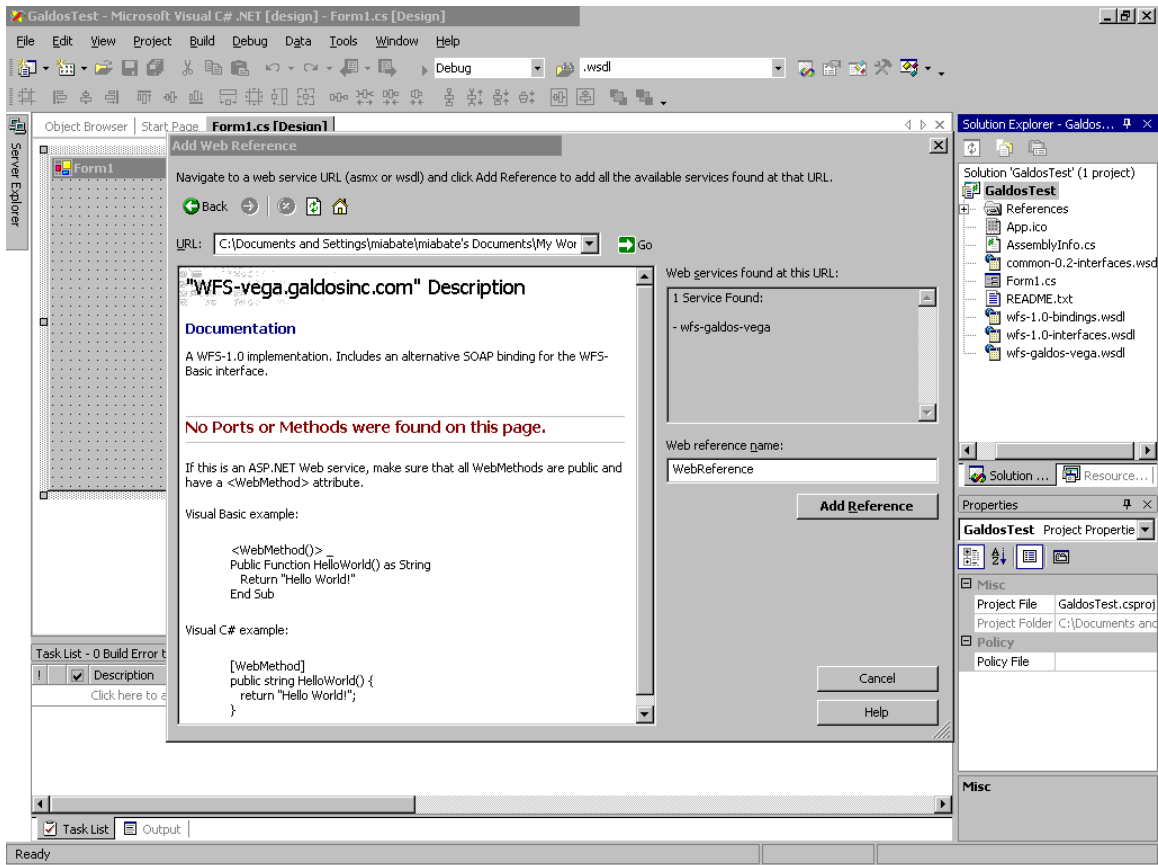 GaldosTest - Microsoft Visual C# .NET [design] - Form1.cs [Design]
File Edit View Project Build Debug Data Tools Window Help
Debug .wsdl
Object Browser Start Page Form1.cs [Design]
Server Explorer
Form1
Add Web Reference
Navigate to a web service URL (asmx or wsdl) and click Add Reference to add all the available services found at that URL.
Back
URL: C:\Documents and Settings\miabate\miabate's Documents\My Wor Go
"WFS-vega.galdosinc.com" Description
Documentation
A WFS-1.0 implementation. Includes an alternative SOAP binding for the WFS-
Basic interface.
No Ports or Methods were found on this page.
If this is an ASP.NET Web service, make sure that all WebMethods are public and
have a <WebMethod> attribute.
Visual Basic example:
<WebMethod()> _
Public Function HelloWorld() as String
Return "Hello World!"
End Sub
Visual C# example:
[WebMethod]
public string HelloWorld() {
return "Hello World!";
}
Web services found at this URL:
1 Service Found:
- wfs-galdos-vega
Web reference name:
WebReference
Add Reference
Cancel
Help
Solution Explorer - Galdos...
Solution 'GaldosTest' (1 project)
GaldosTest
References
App.ico
AssemblyInfo.cs
common-0.2-interfaces.wsd
Form1.cs
README.txt
wfs-1.0-bindings.wsdl
wfs-1.0-interfaces.wsdl
wfs-galdos-vega.wsdl
Solution ... Resource...
Properties
GaldosTest Project Propertie
Misc
Project File GaldosTest.csproj
Project Folder C:\Documents and
Policy
Policy File
Misc
Task List - 0 Build Error t
! Description
Click here to a
Task List Output
Ready